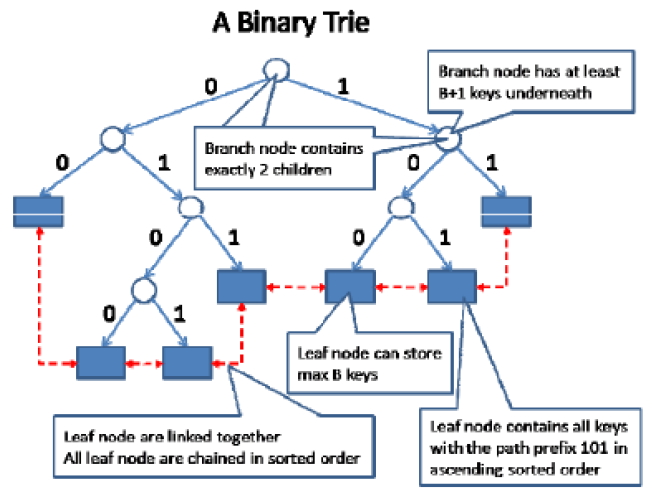 A Binary Trie
Branch node has at least
B+1 keys underneath
0
1
Branch node contains
exactly 2 children
0
1
0
1
0
1
0
1
0
1
Leaf node can store
max B keys
Leaf node are linked together
All leaf node are chained in sorted order
Leaf node contains all keys
with the path prefix 101 in
ascending sorted order